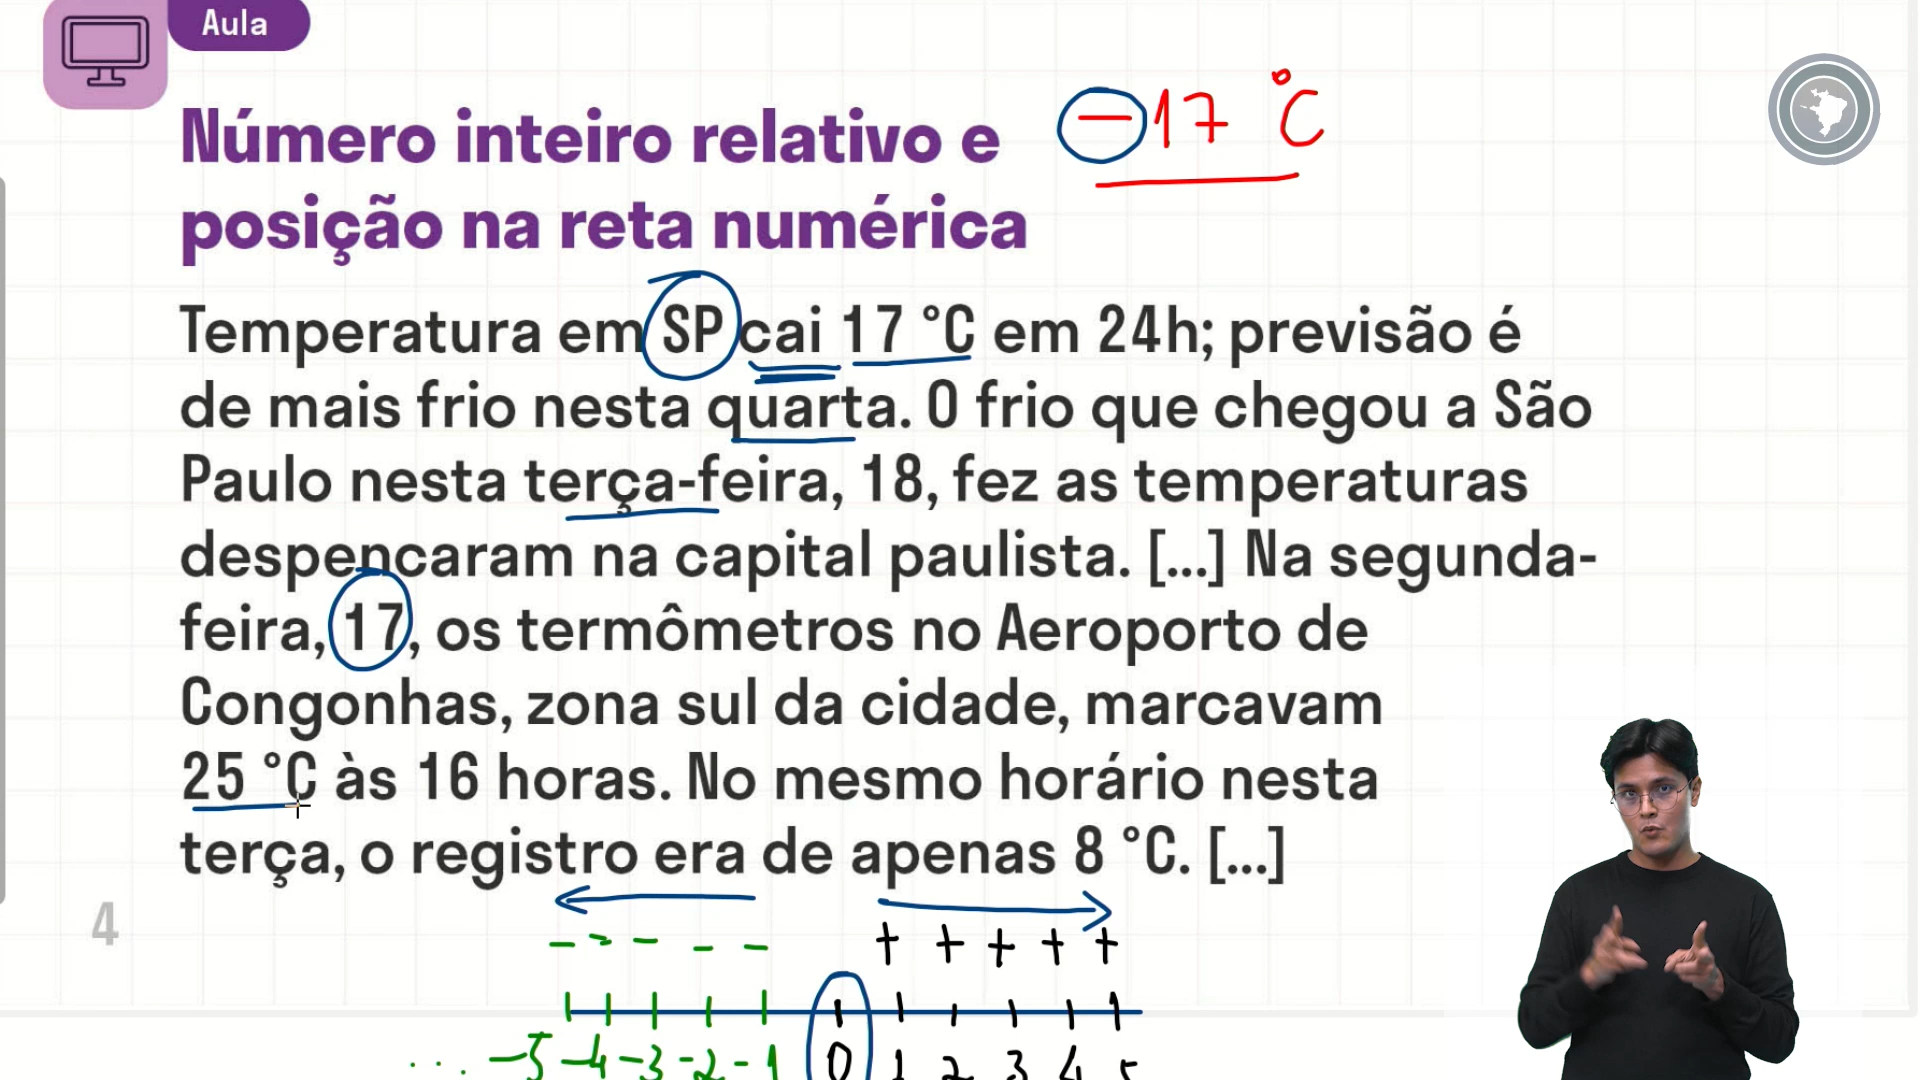 Aula
Número inteiro relativo e
posição na reta numérica
−17 °C
Temperatura em SP cai 17 °C em 24h; previsão é
de mais frio nesta quarta. O frio que chegou a São
Paulo nesta terça-feira, 18, fez as temperaturas
despencaram na capital paulista. [...] Na segunda-
feira, 17, os termômetros no Aeroporto de
Congonhas, zona sul da cidade, marcavam
25 °C às 16 horas. No mesmo horário nesta
terça, o registro era de apenas 8 °C. [...]
4
− − − − − + + + + +
... −5 −4 −3 −2 −1 0 1 2 3 4 5